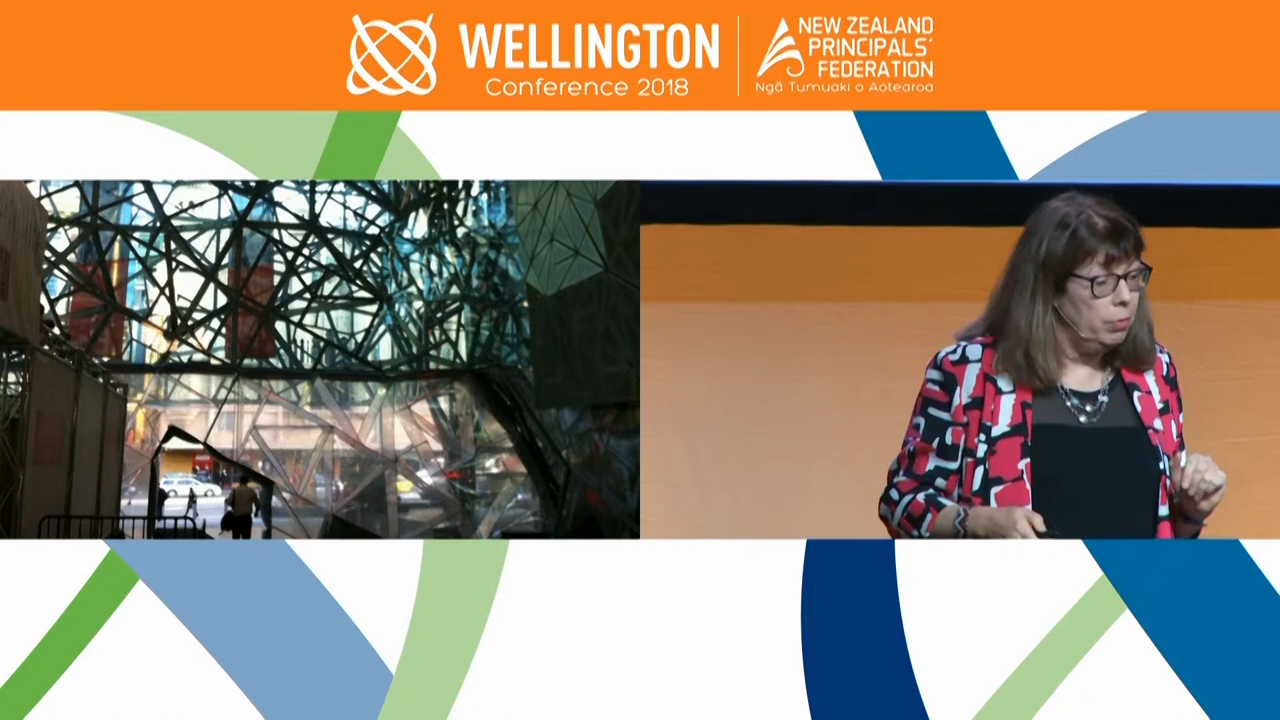 WELLINGTON
Conference 2018
NEW ZEALAND
PRINCIPALS'
FEDERATION
Ngā Tumuaki o Aotearoa